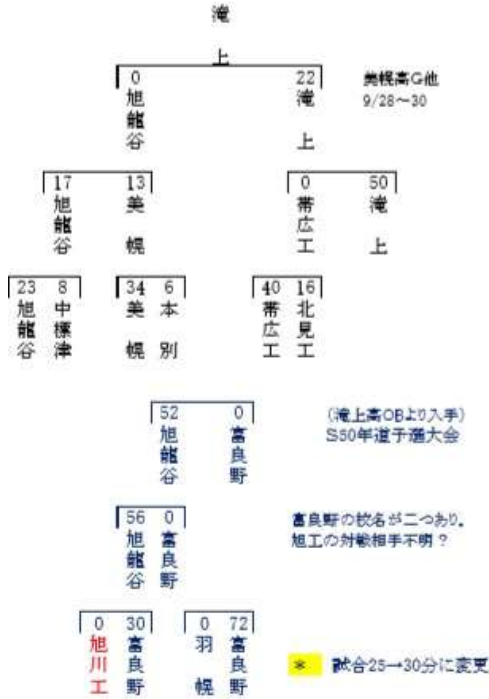 滝上
0 22
旭龍谷 滝上
美幌高G他
9/28～30
17 13 0 50
旭龍谷 美幌 帯広工 滝上
23 8 34 6 40 16
旭龍谷 中標津 美幌 本別 帯広工 北見工
52 0
旭龍谷 富良野
(滝上高OBより入手)
S50年道予選大会
56 0
旭龍谷 富良野
富良野の校名が二つあり。
旭工の対戦相手不明？
0 30 0 72
旭川工 富良野 羽幌 富良野
* 試合25→30分に変更